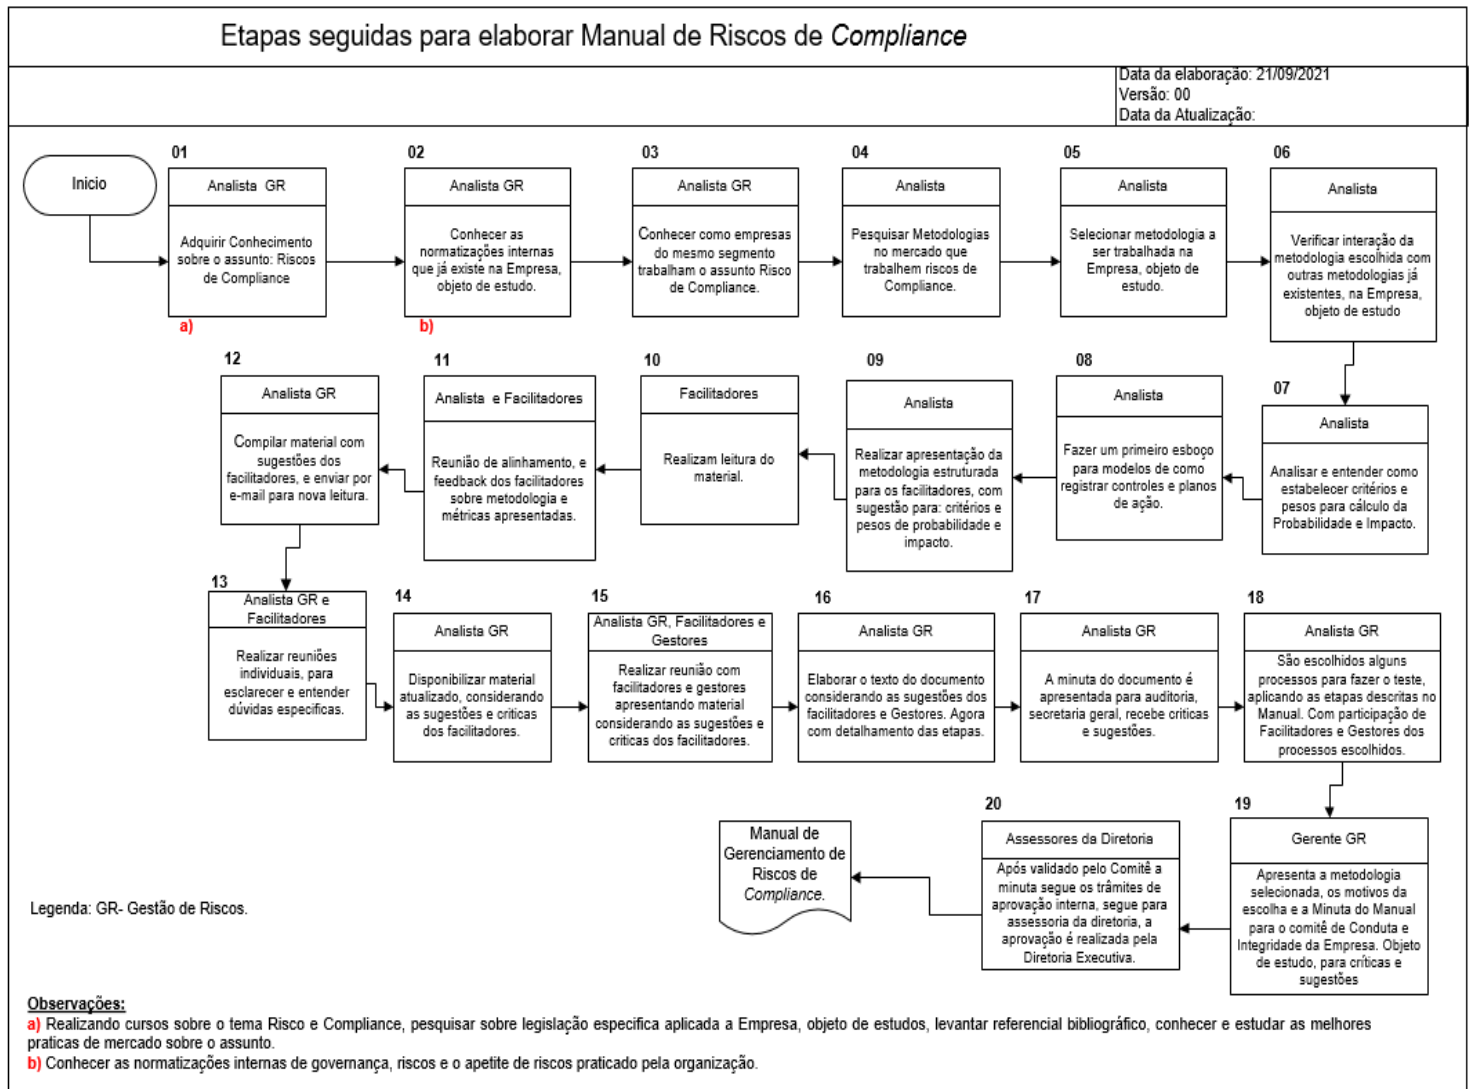 Etapas seguidas para elaborar Manual de Riscos de Compliance
Data da elaboração: 21/09/2021
Versão: 00
Data da Atualização:
Inicio
01
Analista GR
Adquirir Conhecimento
sobre o assunto: Riscos
de Compliance
a)
02
Analista GR
Conhecer as
normatizações internas
que já existe na Empresa,
objeto de estudo.
b)
03
Analista GR
Conhecer como empresas
do mesmo segmento
trabalham o assunto Risco
de Compliance.
04
Analista
Pesquisar Metodologias
no mercado que
trabalhem riscos de
Compliance.
05
Analista
Selecionar metodologia a
ser trabalhada na
Empresa, objeto de
estudo.
06
Analista
Verificar interação da
metodologia escolhida com
outras metodologias já
existentes, na Empresa,
objeto de estudo
07
Analista
Analisar e entender como
estabelecer critérios e
pesos para cálculo da
Probabilidade e Impacto.
08
Analista
Fazer um primeiro esboço
para modelos de como
registrar controles e planos
de ação.
09
Analista
Realizar apresentação da
metodologia estruturada
para os facilitadores, com
sugestão para: critérios e
pesos de probabilidade e
impacto.
10
Facilitadores
Realizam leitura do
material.
11
Analista e Facilitadores
Reunião de alinhamento, e
feedback dos facilitadores
sobre metodologia e
métricas apresentadas.
12
Analista GR
Compilar material com
sugestões dos
facilitadores, e enviar por
e-mail para nova leitura.
13
Analista GR e
Facilitadores
Realizar reuniões
individuais, para
esclarecer e entender
dúvidas especificas.
14
Analista GR
Disponibilizar material
atualizado, considerando
as sugestões e criticas
dos facilitadores.
15
Analista GR, Facilitadores e
Gestores
Realizar reunião com
facilitadores e gestores
apresentando material
considerando as sugestões e
criticas dos facilitadores.
16
Analista GR
Elaborar o texto do documento
considerando as sugestões dos
facilitadores e Gestores. Agora
com detalhamento das etapas.
17
Analista GR
A minuta do documento é
apresentada para auditoria,
secretaria geral, recebe criticas
e sugestões.
18
Analista GR
São escolhidos alguns
processos para fazer o teste,
aplicando as etapas descritas no
Manual. Com participação de
Facilitadores e Gestores dos
processos escolhidos.
19
Gerente GR
Apresenta a metodologia
selecionada, os motivos da
escolha e a Minuta do Manual
para o comitê de Conduta e
Integridade da Empresa. Objeto
de estudo, para críticas e
sugestões
20
Assessores da Diretoria
Após validado pelo Comitê a
minuta segue os trâmites de
aprovação interna, segue para
assessoria da diretoria, a
aprovação é realizada pela
Diretoria Executiva.
Manual de
Gerenciamento de
Riscos de
Compliance.
Legenda: GR- Gestão de Riscos.
Observações:
a) Realizando cursos sobre o tema Risco e Compliance, pesquisar sobre legislação especifica aplicada a Empresa, objeto de estudos, levantar referencial bibliográfico, conhecer e estudar as melhores
praticas de mercado sobre o assunto.
b) Conhecer as normatizações internas de governança, riscos e o apetite de riscos praticado pela organização.